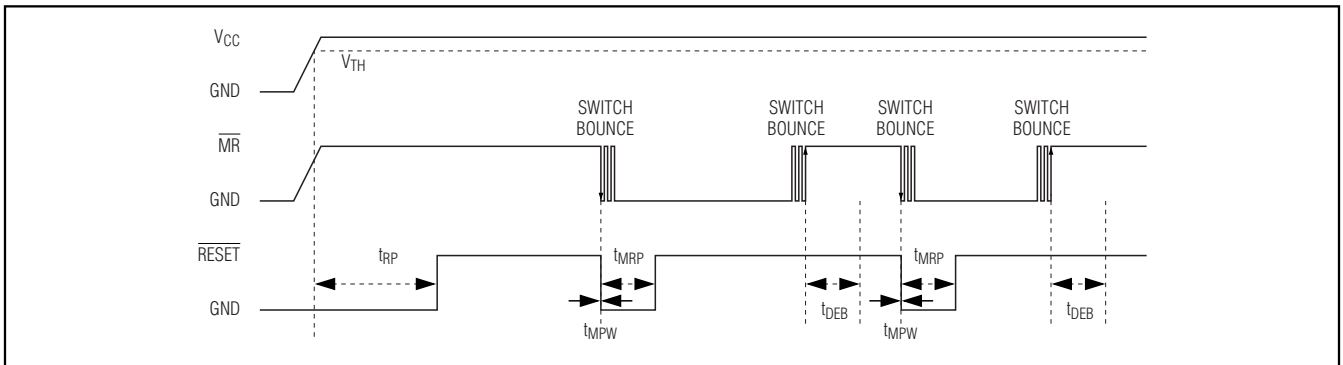 VCC
VTH
GND
SWITCH BOUNCE
SWITCH BOUNCE
SWITCH BOUNCE
SWITCH BOUNCE
MR
GND
RESET
tRP
tMRP
tMRP
GND
tDEB
tDEB
tMPW
tMPW